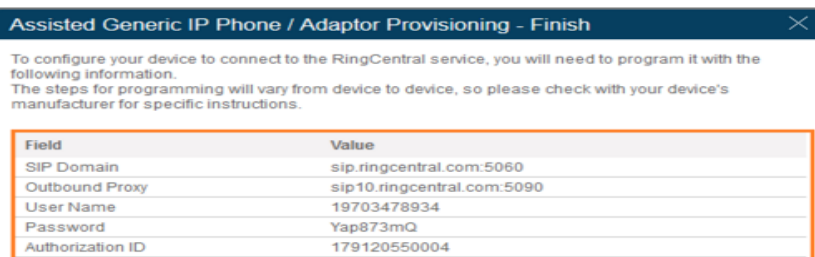 Assisted Generic IP Phone / Adaptor Provisioning - Finish
To configure your device to connect to the RingCentral service, you will need to program it with the
following information.
The steps for programming will vary from device to device, so please check with your device's
manufacturer for specific instructions.
Field Value
SIP Domain sip.ringcentral.com:5060
Outbound Proxy sip10.ringcentral.com:5090
User Name 19703478934
Password Yap873mQ
Authorization ID 179120550004